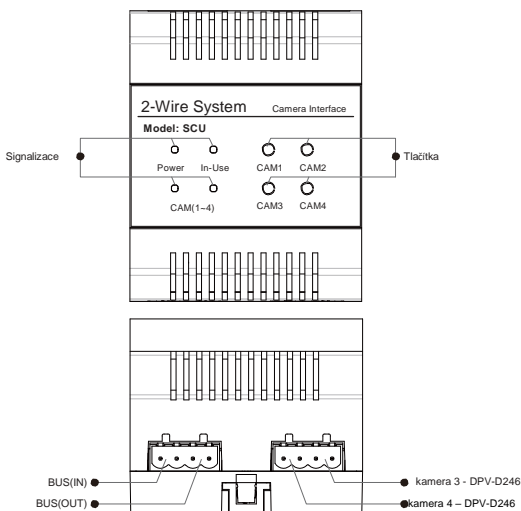 2-Wire System Camera Interface
Model: SCU
Signalizace
Tlačítka
Power In-Use CAM1 CAM2
CAM(1~4) CAM3 CAM4
BUS(IN)
kamera 3 - DPV-D246
BUS(OUT)
kamera 4 – DPV-D246